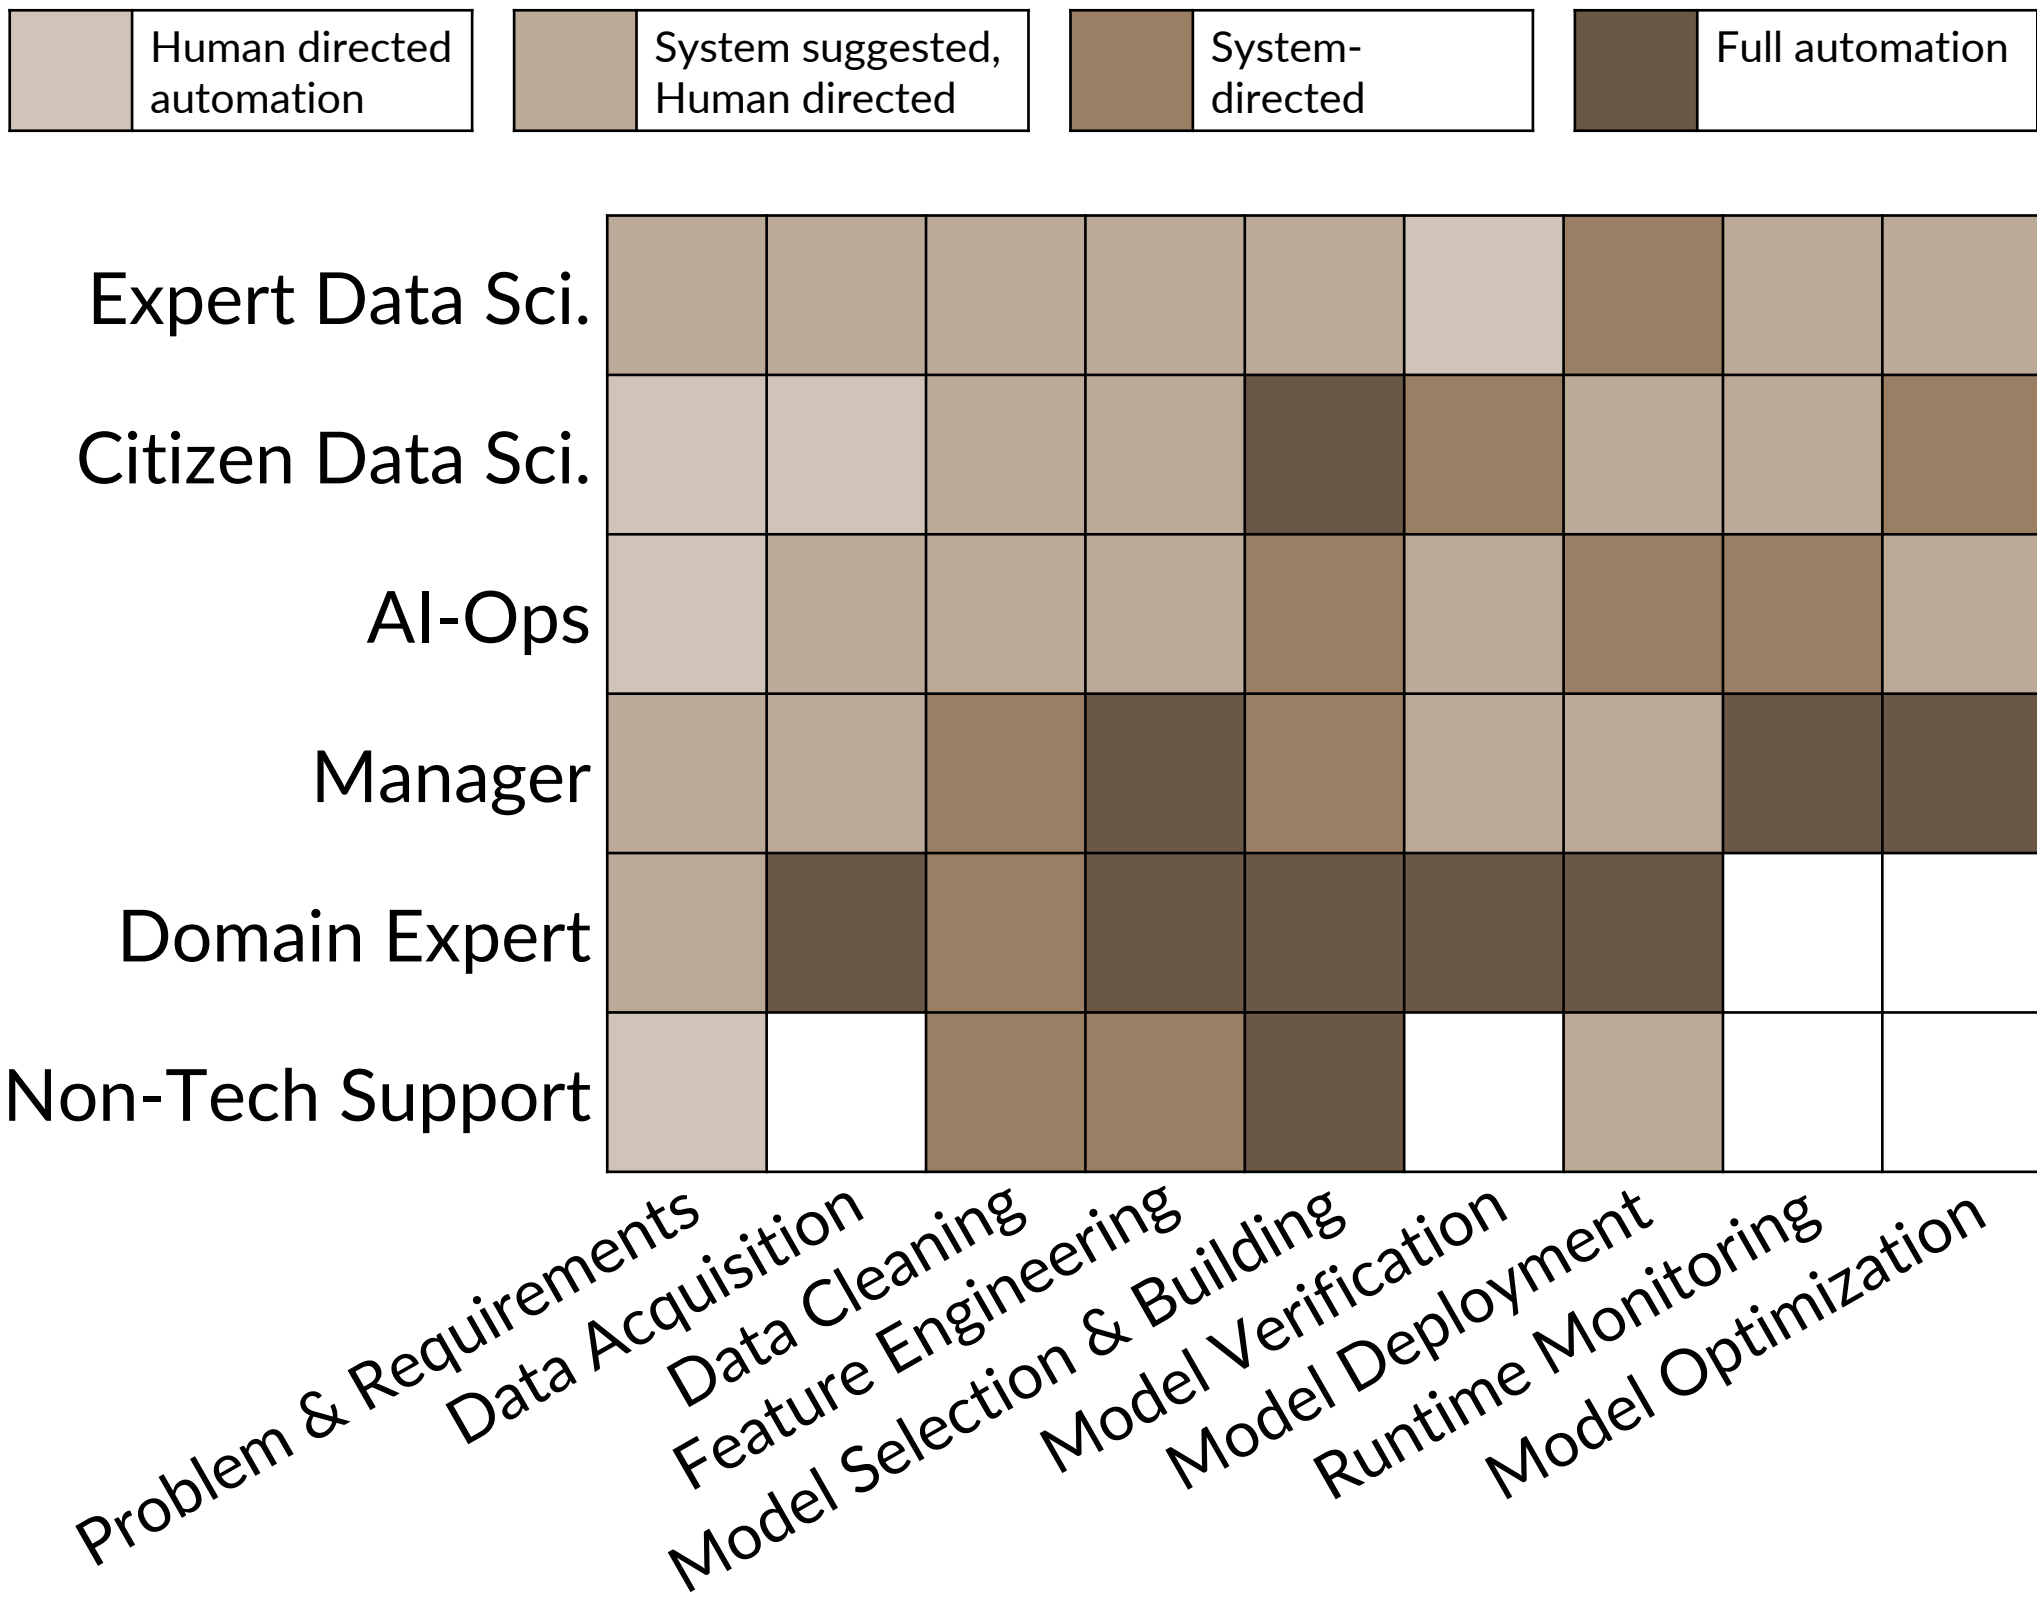 Human directed
automation
System suggested,
Human directed
System-
directed
Full automation
Expert Data Sci.
Citizen Data Sci.
AI-Ops
Manager
Domain Expert
Non-Tech Support
Problem & Requirements
Data Acquisition
Data Cleaning
Feature Engineering
Model Selection & Building
Model Verification
Model Deployment
Runtime Monitoring
Model Optimization